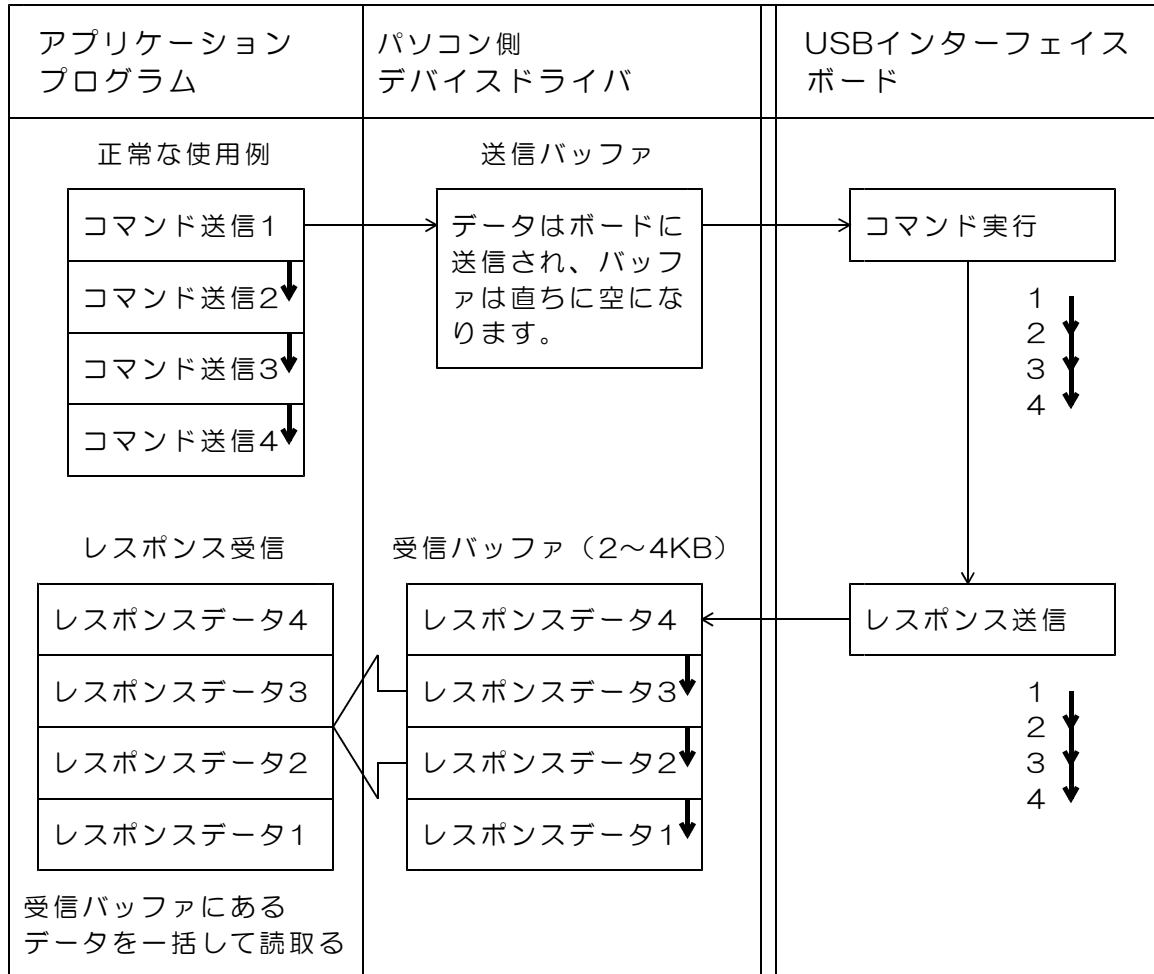 アプリケーション
プログラム
パソコン側
デバイスドライバ
USBインターフェイス
ボード
正常な使用例
送信バッファ
コマンド送信1
コマンド送信2
コマンド送信3
コマンド送信4
データはボードに
送信され、バッフ
ァは直ちに空にな
ります。
コマンド実行
1
2
3
4
レスポンス受信
受信バッファ（2～4KB）
レスポンスデータ4
レスポンスデータ3
レスポンスデータ2
レスポンスデータ1
レスポンスデータ4
レスポンスデータ3
レスポンスデータ2
レスポンスデータ1
レスポンス送信
1
2
3
4
受信バッファにある
データを一括して読取る